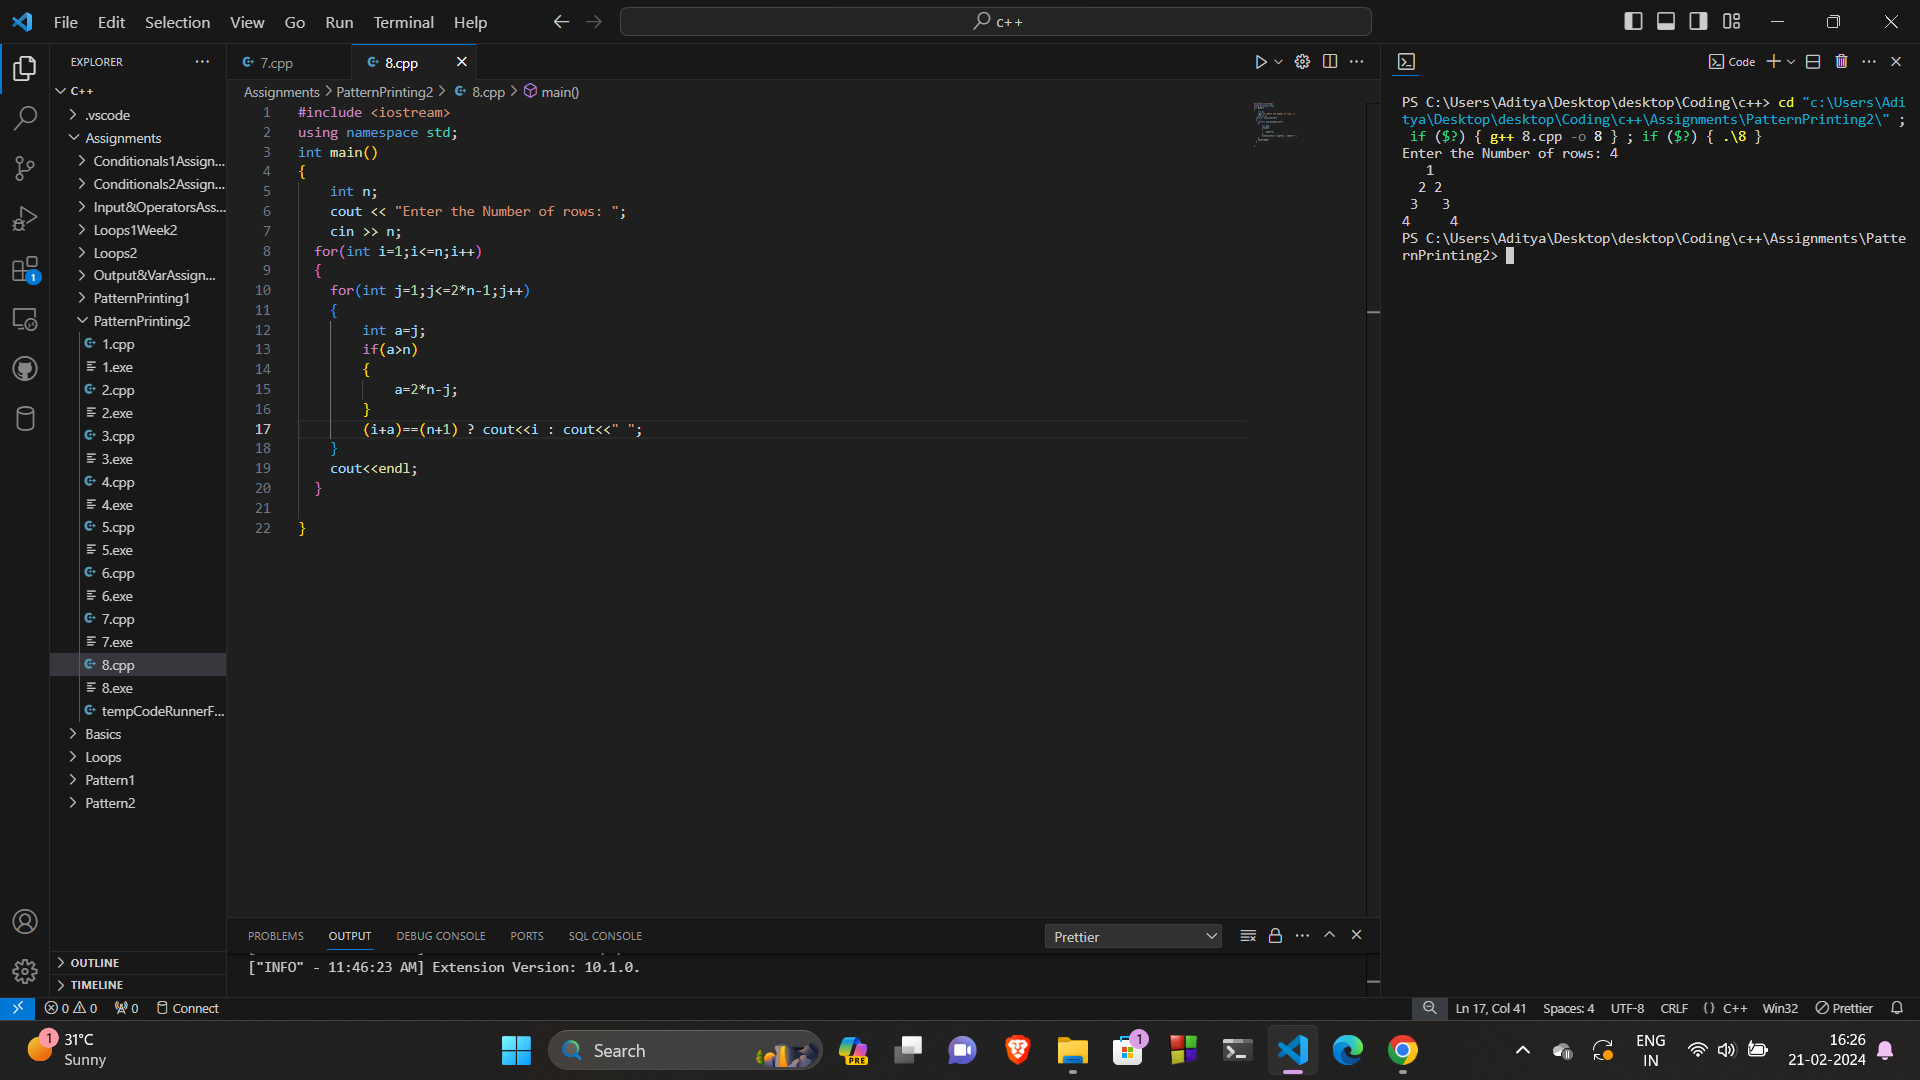 File Edit Selection View Go Run Terminal Help
c++
EXPLORER
C++
.vscode
Assignments
Conditionals1Assign...
Conditionals2Assign...
Input&OperatorsAss...
Loops1Week2
Loops2
Output&VarAssign...
PatternPrinting1
PatternPrinting2
1.cpp
1.exe
2.cpp
2.exe
3.cpp
3.exe
4.cpp
4.exe
5.cpp
5.exe
6.cpp
6.exe
7.cpp
7.exe
8.cpp
8.exe
tempCodeRunnerF...
Basics
Loops
Pattern1
Pattern2
OUTLINE
TIMELINE
1
7.cpp
8.cpp
Assignments > PatternPrinting2 > 8.cpp > main()
1 #include <iostream>
2 using namespace std;
3 int main()
4 {
5     int n;
6     cout << "Enter the Number of rows: ";
7     cin >> n;
8   for(int i=1;i<=n;i++)
9   {
10     for(int j=1;j<=2*n-1;j++)
11     {
12         int a=j;
13         if(a>n)
14         {
15             a=2*n-j;
16         }
17         (i+a)==(n+1) ? cout<<i : cout<<" ";
18     }
19     cout<<endl;
20   }
21
22 }
Code
PS C:\Users\Aditya\Desktop\desktop\Coding\c++> cd "c:\Users\Adi
tya\Desktop\desktop\Coding\c++\Assignments\PatternPrinting2\" ;
 if ($?) { g++ 8.cpp -o 8 } ; if ($?) { .\8 }
Enter the Number of rows: 4
   1
  2 2
 3   3
4     4
PS C:\Users\Aditya\Desktop\desktop\Coding\c++\Assignments\Patte
rnPrinting2>
PROBLEMS OUTPUT DEBUG CONSOLE PORTS SQL CONSOLE
Prettier
["INFO" - 11:46:23 AM] Extension Version: 10.1.0.
0 0 0 Connect
Ln 17, Col 41 Spaces: 4 UTF-8 CRLF {} C++ Win32 Prettier
1
31°C
Sunny
Search
PRE
1
ENG
IN
16:26
21-02-2024